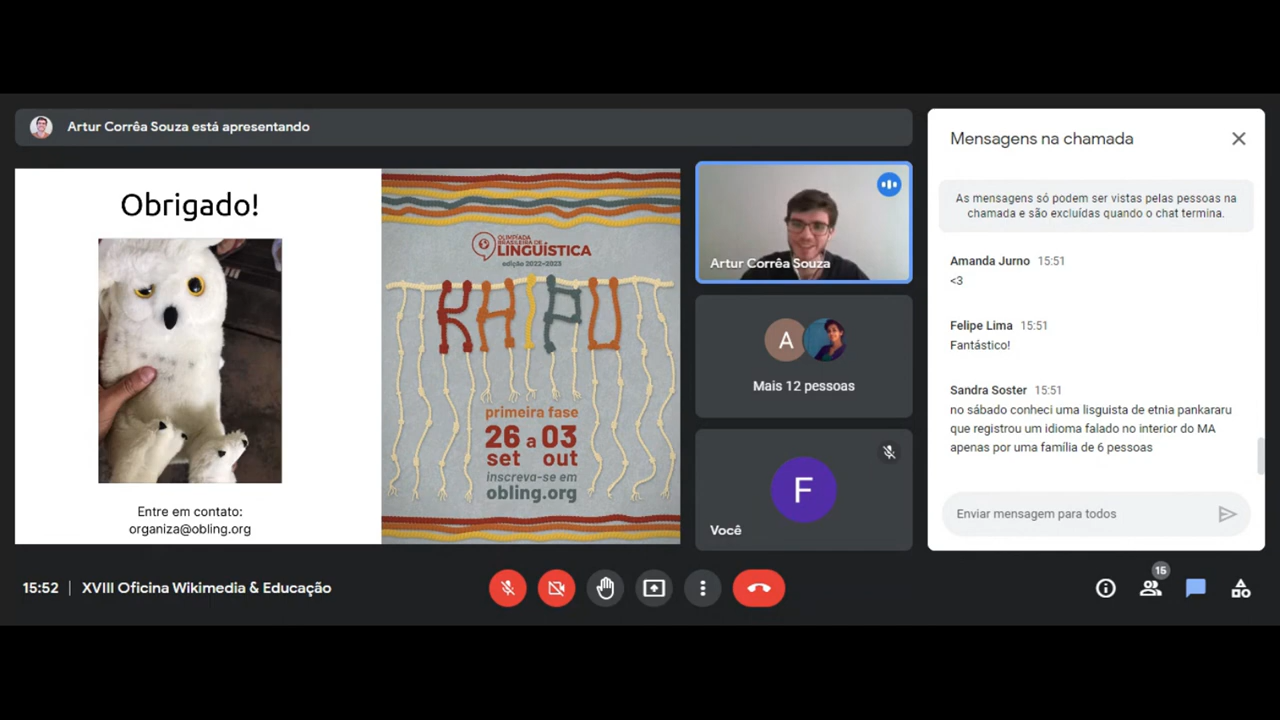 Artur Corrêa Souza está apresentando
Obrigado!
Entre em contato:
organiza@obling.org
OLIMPÍADA
BRASILEIRA DE
LINGUÍSTICA
edição 2022-2023
KHIPU
primeira fase
26 a 03
set out
inscreva-se em
obling.org
Artur Corrêa Souza
A
Mais 12 pessoas
F
Você
Mensagens na chamada
As mensagens só podem ser vistas pelas pessoas na
chamada e são excluídas quando o chat termina.
Amanda Jurno 15:51
<3
Felipe Lima 15:51
Fantástico!
Sandra Soster 15:51
no sábado conheci uma lisguista de etnia pankararu
que registrou um idioma falado no interior do MA
apenas por uma família de 6 pessoas
Enviar mensagem para todos
15:52 | XVIII Oficina Wikimedia & Educação
15